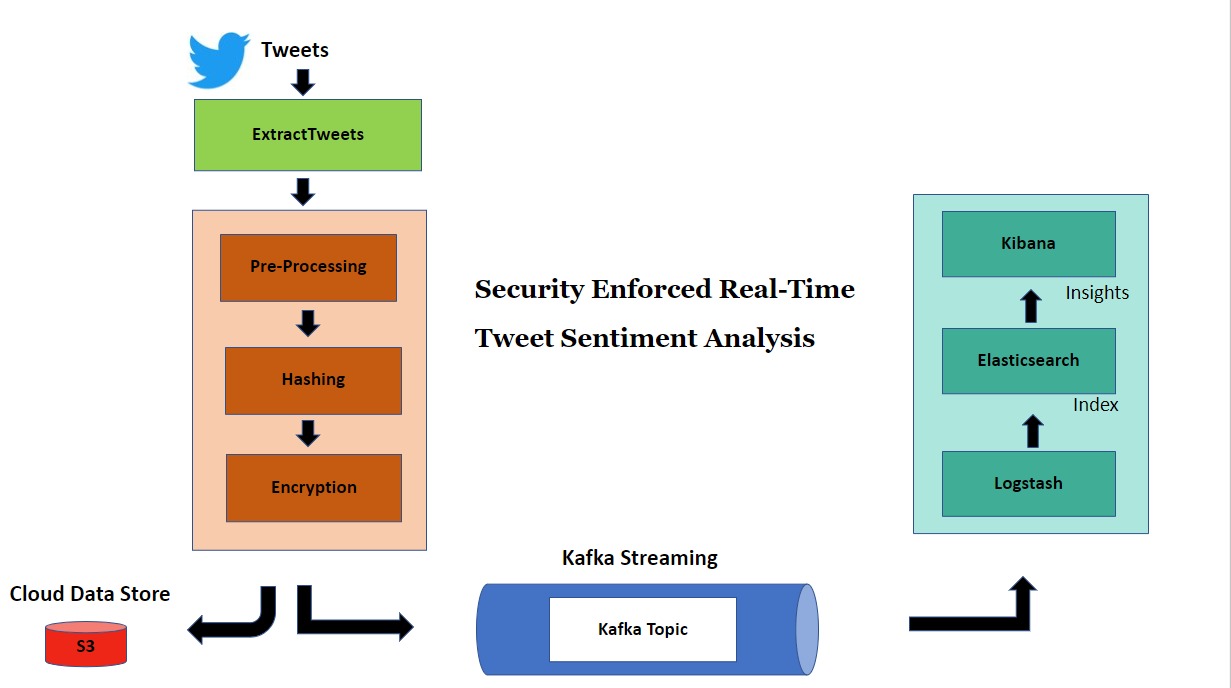 Tweets
ExtractTweets
Pre-Processing
Hashing
Encryption
Security Enforced Real-Time
Tweet Sentiment Analysis
Kibana
Insights
Elasticsearch
Index
Logstash
Cloud Data Store
S3
Kafka Streaming
Kafka Topic